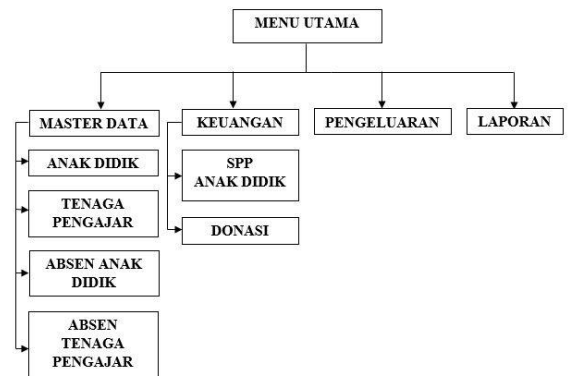 MENU UTAMA
MASTER DATA
KEUANGAN
PENGELUARAN
LAPORAN
ANAK DIDIK
TENAGA
PENGAJAR
ABSEN ANAK
DIDIK
ABSEN
TENAGA
PENGAJAR
SPP
ANAK DIDIK
DONASI